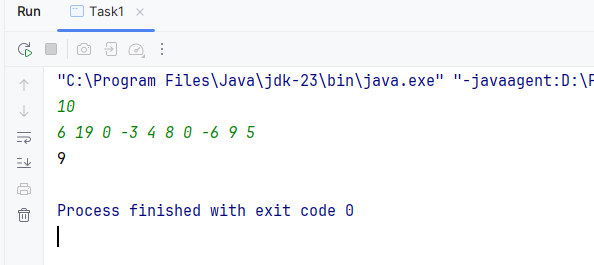 Run Task1
"C:\Program Files\Java\jdk-23\bin\java.exe" "-javaagent:D:\
10
6 19 0 -3 4 8 0 -6 9 5
9
Process finished with exit code 0